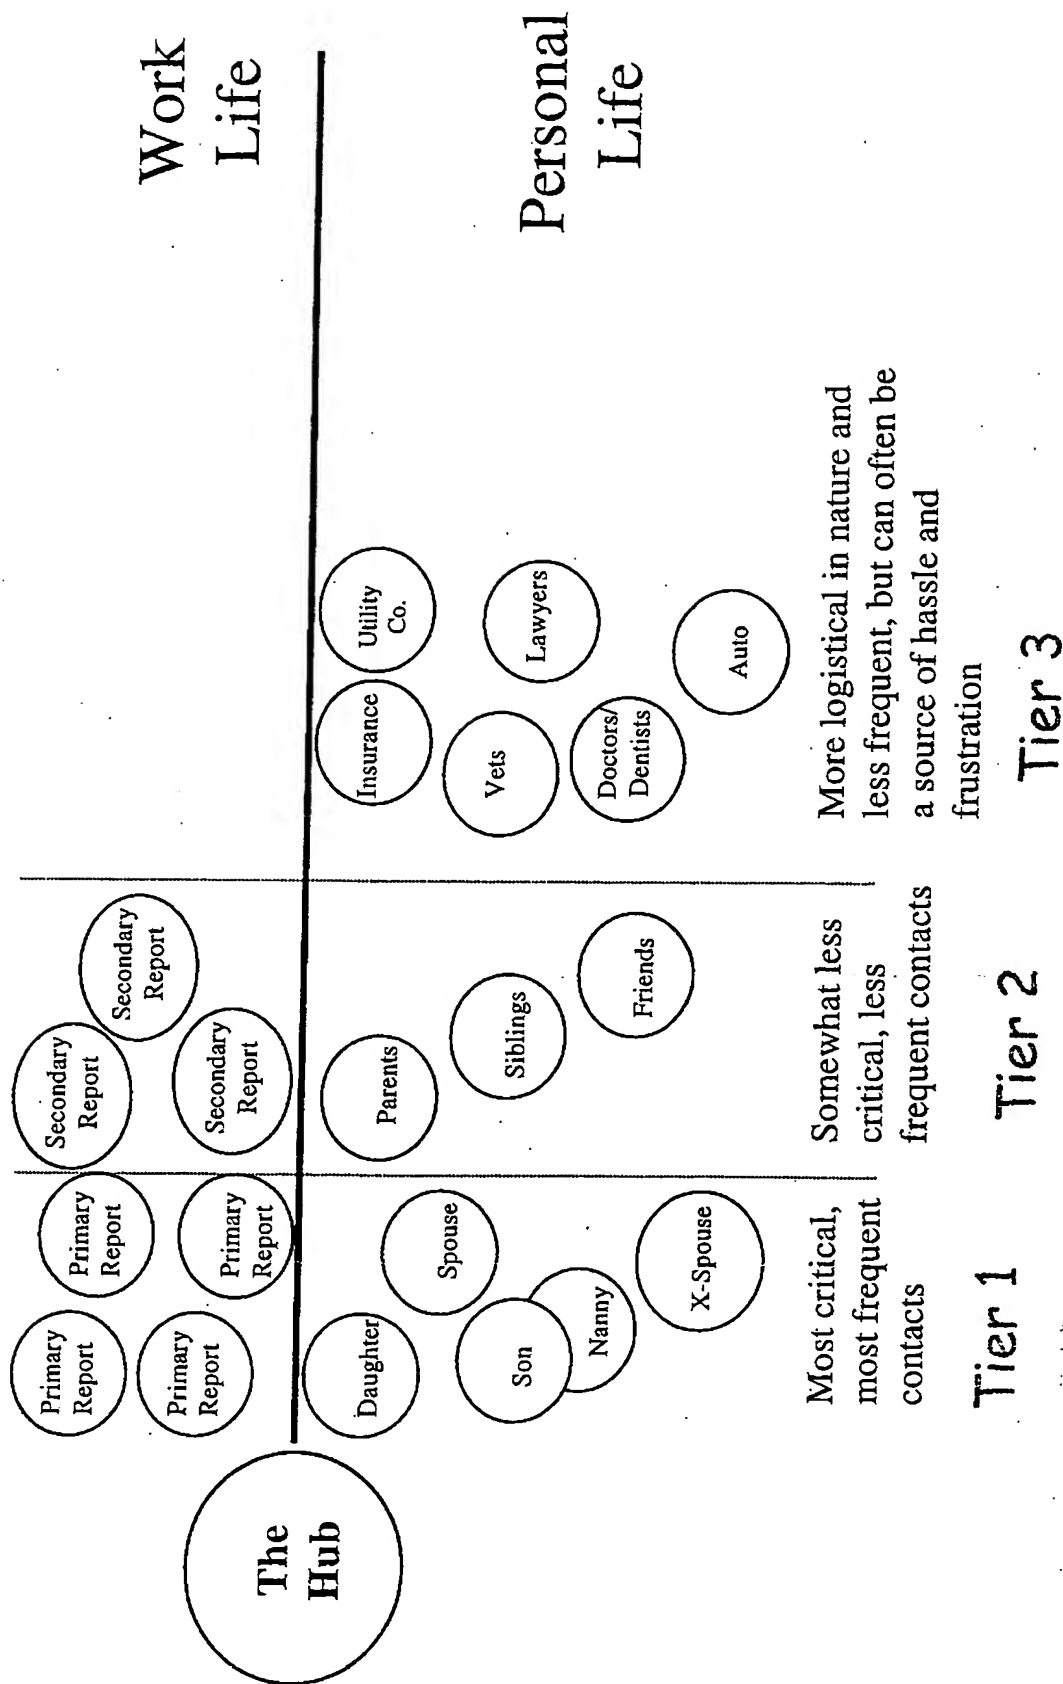 The
Hub
Work
Life
Personal
Life
Primary
Report
Primary
Report
Primary
Report
Primary
Report
Secondary
Report
Secondary
Report
Secondary
Report
Daughter
Spouse
Son
Nanny
X-Spouse
Parents
Siblings
Friends
Insurance
Utility
Co.
Vets
Lawyers
Doctors/
Dentists
Auto
Most critical,
most frequent
contacts
Tier 1
Somewhat less
critical, less
frequent contacts
Tier 2
More logistical in nature and
less frequent, but can often be
a source of hassle and
frustration
Tier 3